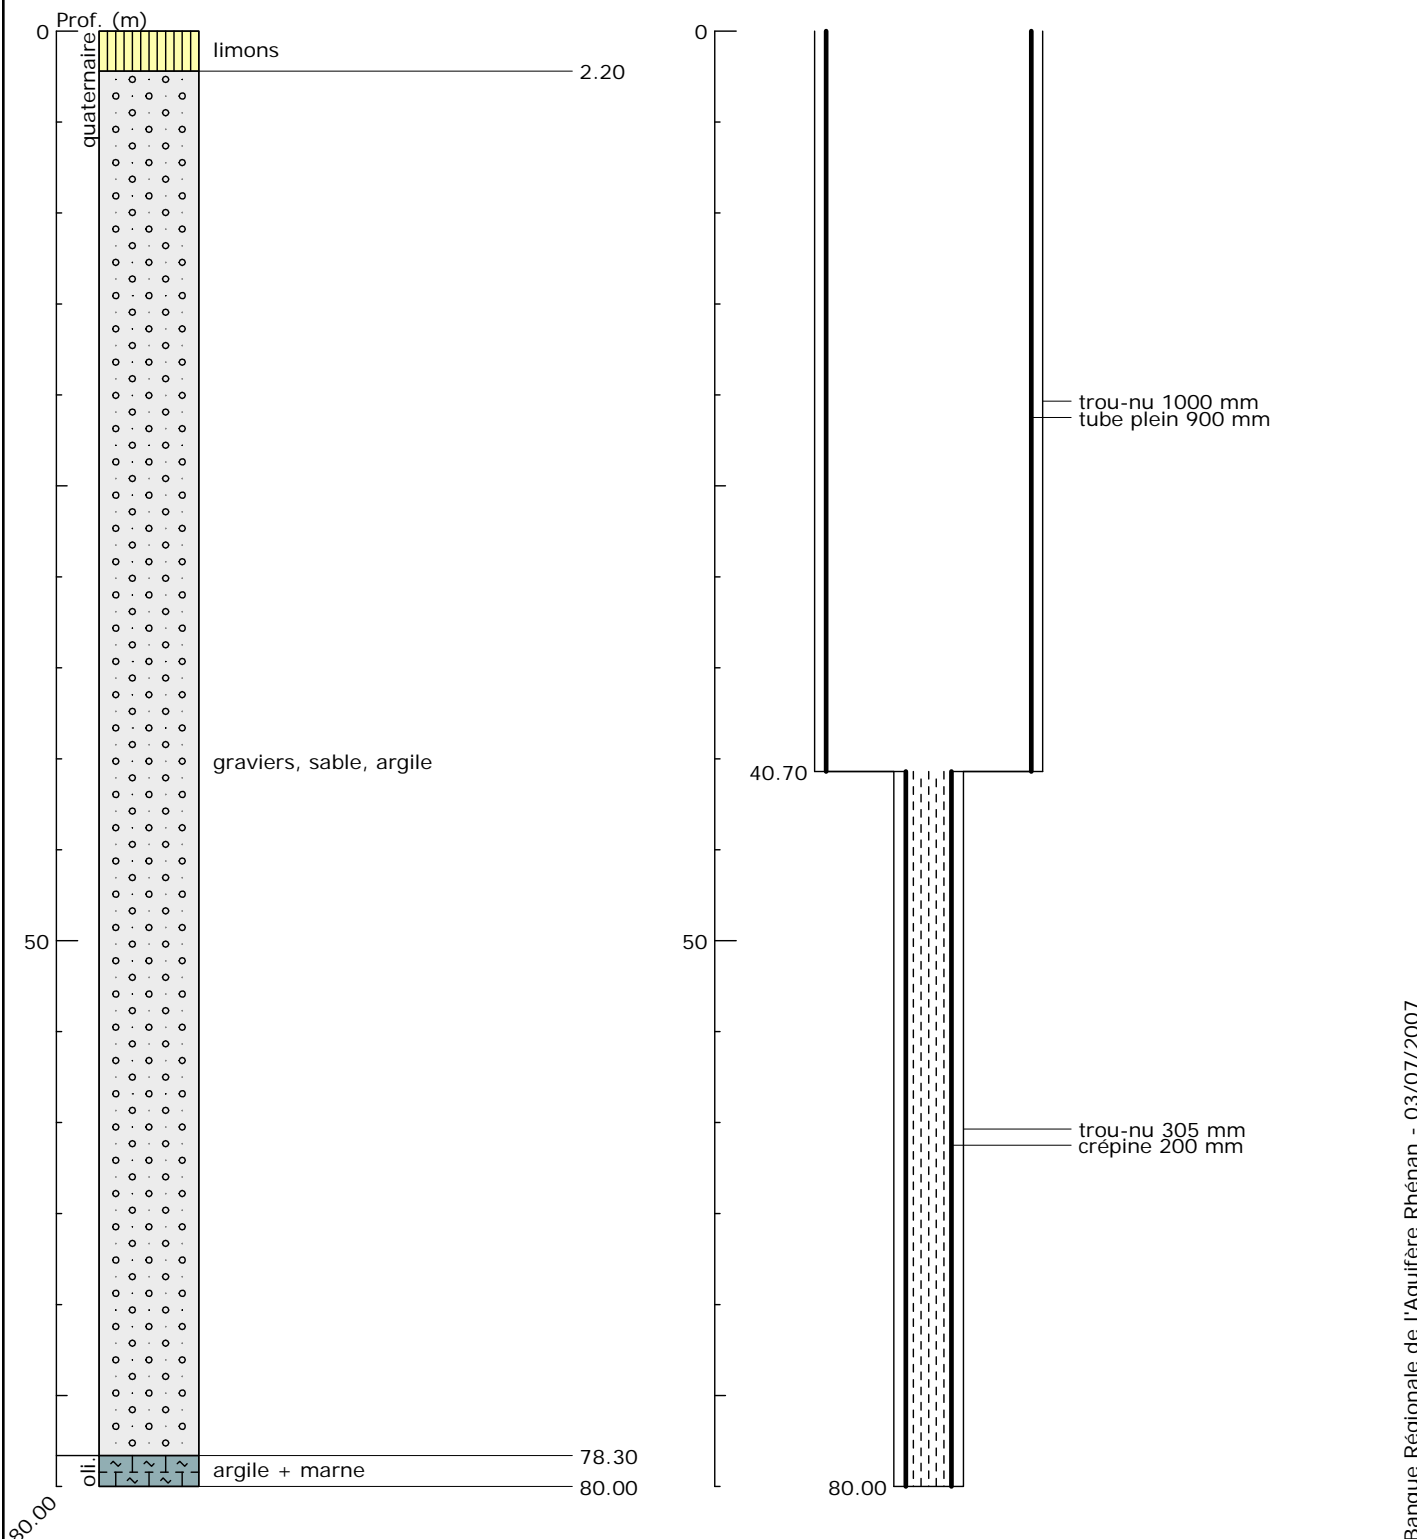 Prof. (m)
0
quaternaire
limons
2.20
graviers, sable, argile
50
78.30
oli.
argile + marne
80.00
80.00
0
trou-nu 1000 mm
tube plein 900 mm
40.70
50
trou-nu 305 mm
crépine 200 mm
80.00
Banque Régionale de l'Aquifère Rhénan - 03/07/2007